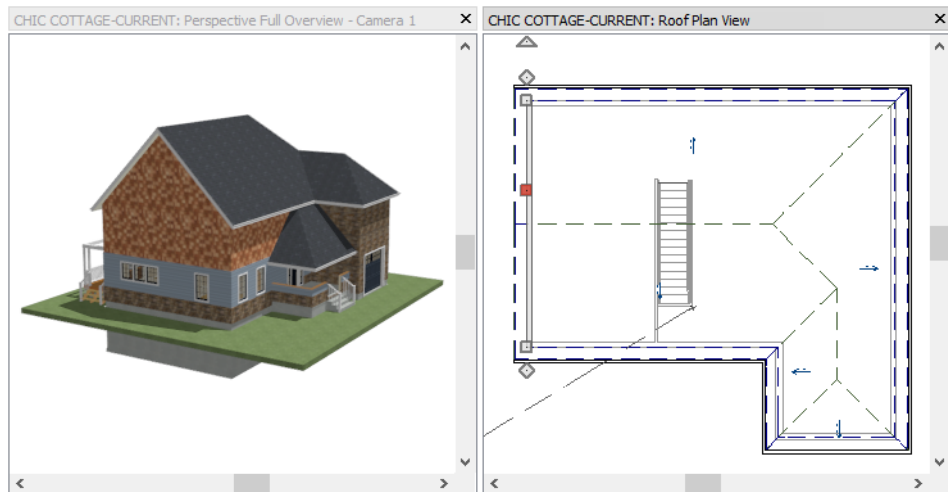 CHIC COTTAGE-CURRENT: Perspective Full Overview - Camera 1
CHIC COTTAGE-CURRENT: Roof Plan View